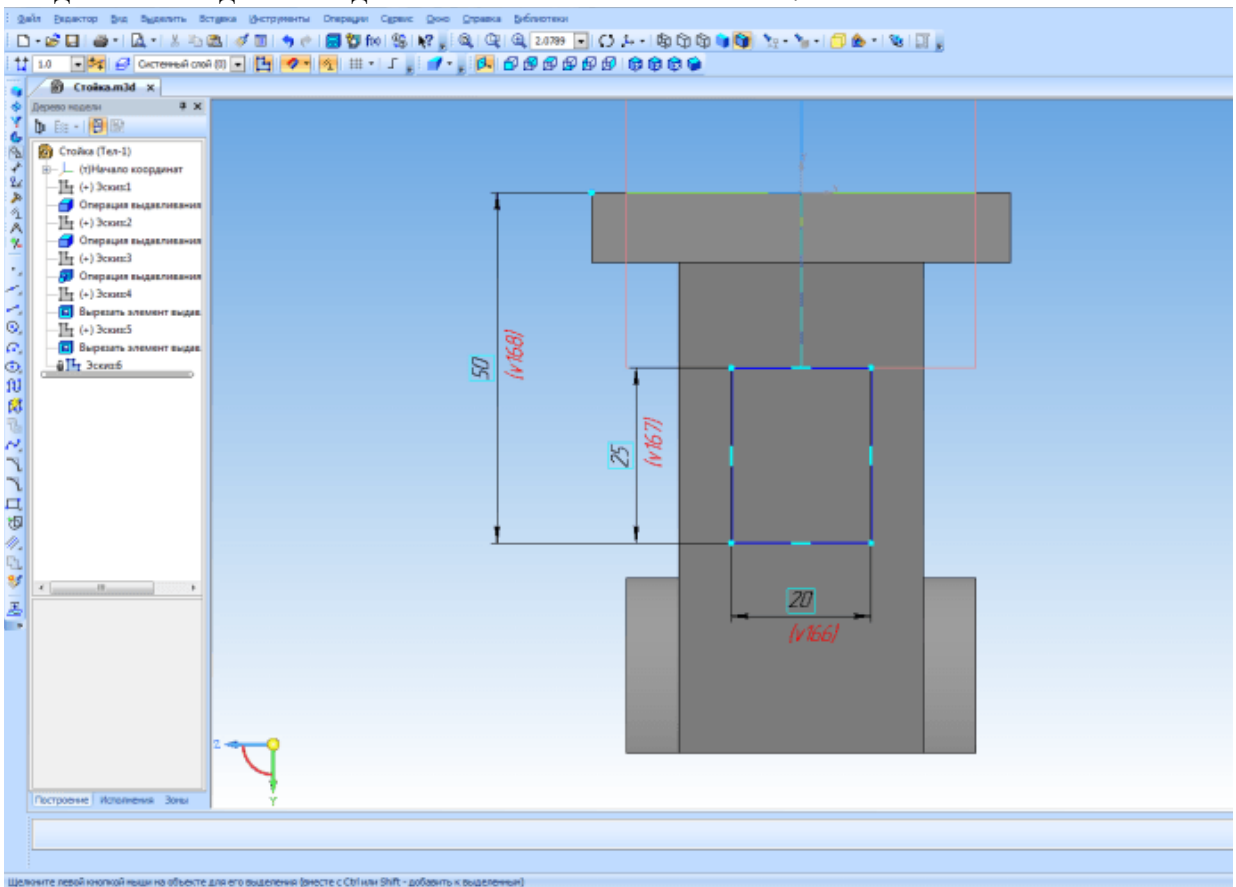 Файл Редактор Вид Выделить Вставка Инструменты Операции Сервис Окно Справка Библиотеки
2.0789
1.0 Системный слой (0)
Стойка.m3d x
Дерево модели
Стойка (Тел-1)
(т)Начало координат
(+) Эскиз:1
Операция выдавливания
(+) Эскиз:2
Операция выдавливания
(+) Эскиз:3
Операция выдавливания
(+) Эскиз:4
Вырезать элемент выдав
(+) Эскиз:5
Вырезать элемент выдав
Эскиз:6
50
(v168)
25
(v167)
20
(v166)
Z
Y
Построение Исполнения Зоны
Щелкните левой кнопкой мыши на объекте для его выделения (вместе с Ctrl или Shift - добавить к выделенным)